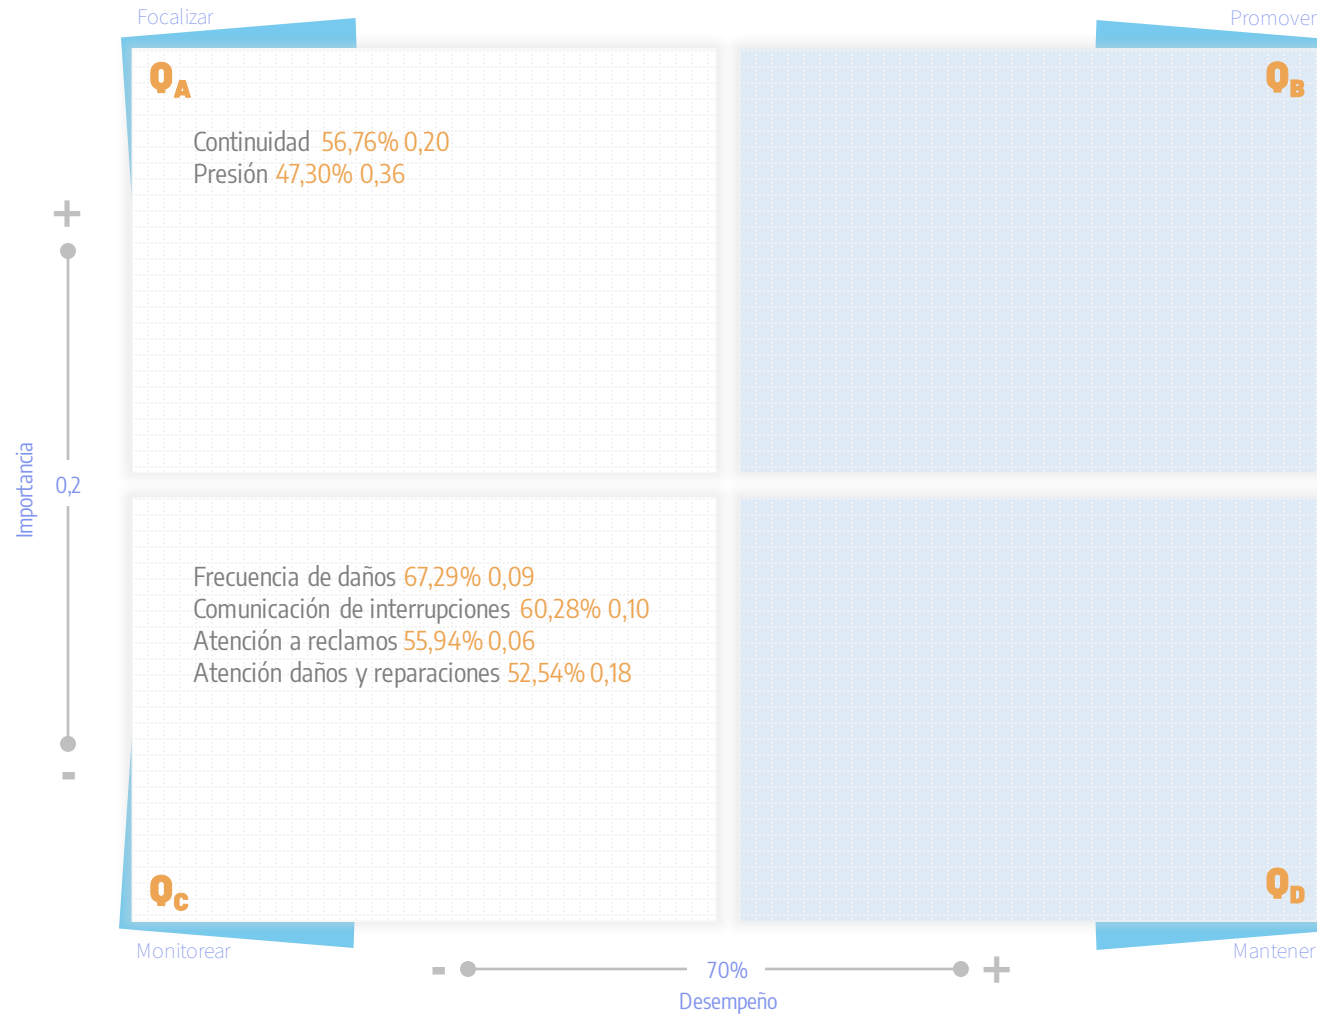 Focalizar
Promover
QA
QB
Continuidad 56,76% 0,20
Presión 47,30% 0,36
+
Importancia
0,2
-
Frecuencia de daños 67,29% 0,09
Comunicación de interrupciones 60,28% 0,10
Atención a reclamos 55,94% 0,06
Atención daños y reparaciones 52,54% 0,18
QC
QD
Monitorear
Mantener
- 70% +
Desempeño